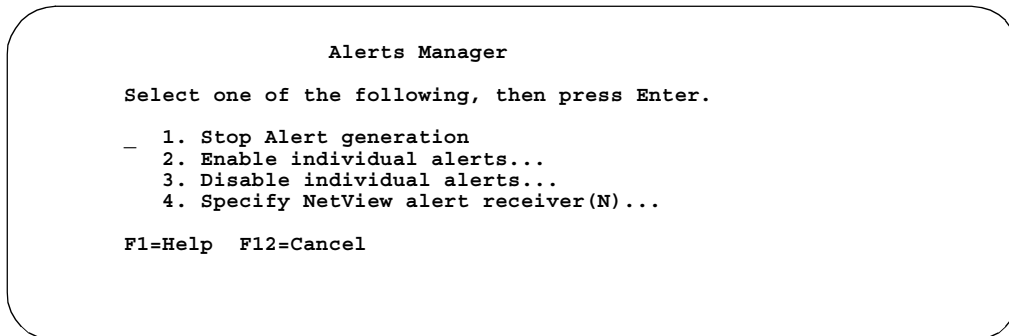 Alerts Manager
Select one of the following, then press Enter.
_ 1. Stop Alert generation
2. Enable individual alerts...
3. Disable individual alerts...
4. Specify NetView alert receiver(N)...
F1=Help F12=Cancel